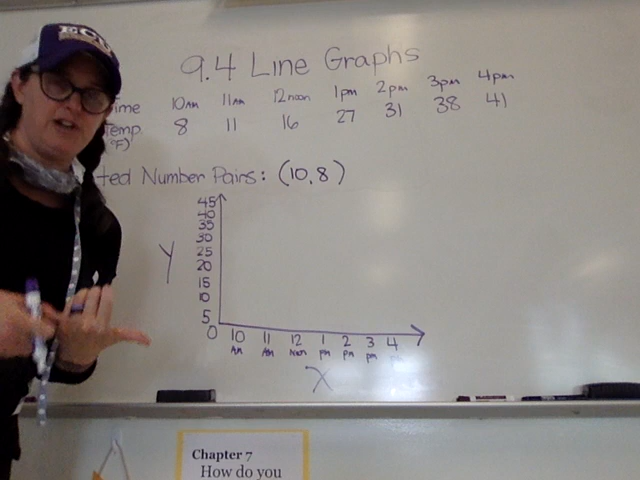 ECU
9.4 Line Graphs
ime 10AM 11AM 12noon 1pm 2pm 3pm 4pm
Temp (°F) 8 11 16 27 31 38 41
ted Number Pairs: (10,8)
45
40
35
30
25
20
15
10
5
0
Y
10 AM 11 AM 12 Noon 1 pm 2 pm 3 pm 4
X
Chapter 7
How do you